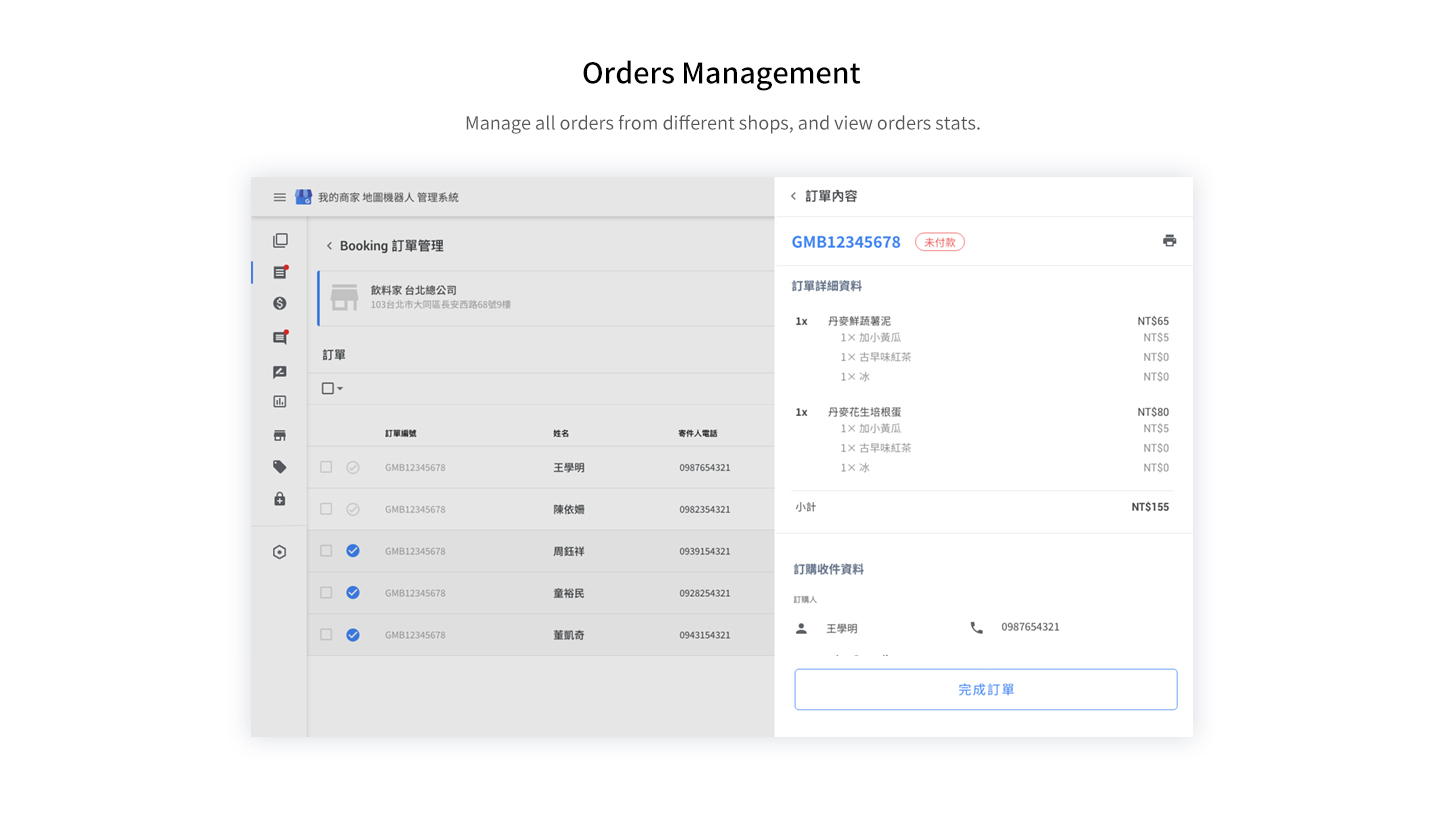 Orders Management
Manage all orders from different shops, and view orders stats.
我的商家 地圖機器人 管理系統
Booking 訂單管理
飲料家 台北總公司
103台北市大同區長安西路68號9樓
訂單
訂單編號 姓名 寄件人電話
GMB12345678 王學明 0987654321
GMB12345678 陳依姍 0982354321
GMB12345678 周鈺祥 0939154321
GMB12345678 童裕民 0928254321
GMB12345678 董凱奇 0943154321
訂單內容
GMB12345678 未付款
訂單詳細資料
1x 丹麥鮮蔬薯泥 NT$65
1× 加小黃瓜 NT$5
1× 古早味紅茶 NT$0
1× 冰 NT$0
1x 丹麥花生培根蛋 NT$80
1× 加小黃瓜 NT$5
1× 古早味紅茶 NT$0
1× 冰 NT$0
小計 NT$155
訂購收件資料
訂購人
王學明 0987654321
完成訂單